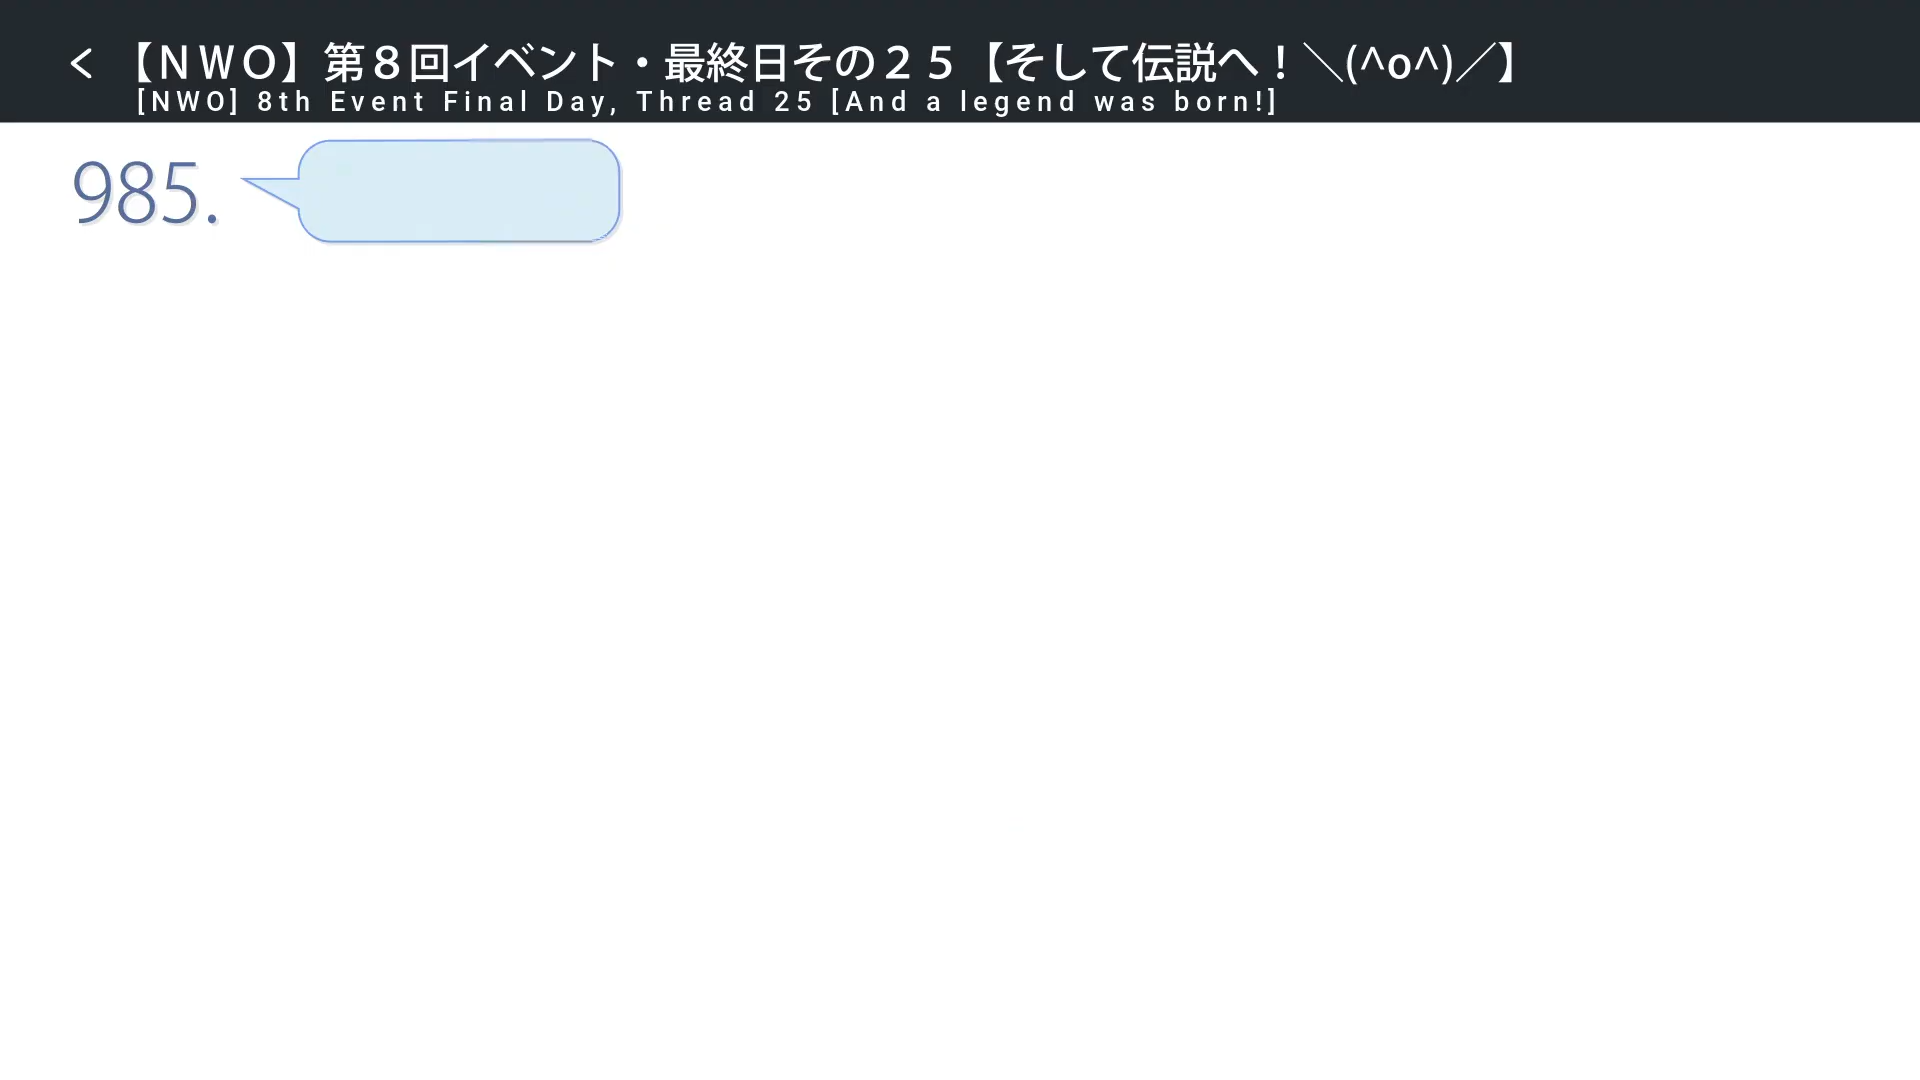 < 【ＮＷＯ】第８回イベント・最終日その２５【そして伝説へ！＼(^o^)／】
[NWO] 8th Event Final Day, Thread 25 [And a legend was born!]
985.